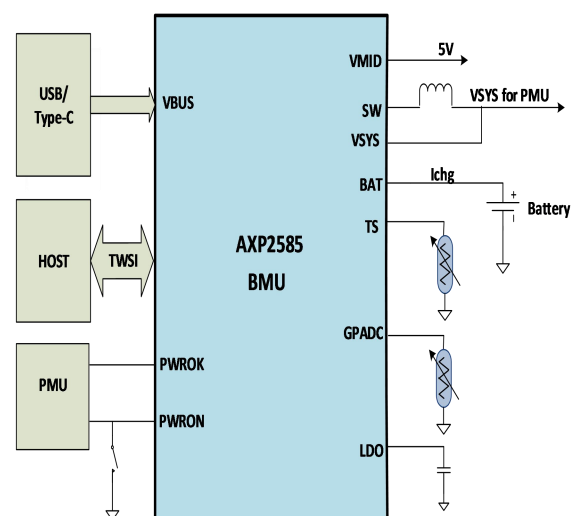 USB/
Type-C
VBUS
HOST
TWSI
PMU
PWROK
PWRON
AXP2585
BMU
VMID
5V
SW
VSYS for PMU
VSYS
BAT
Ichg
+
Battery
TS
GPADC
LDO